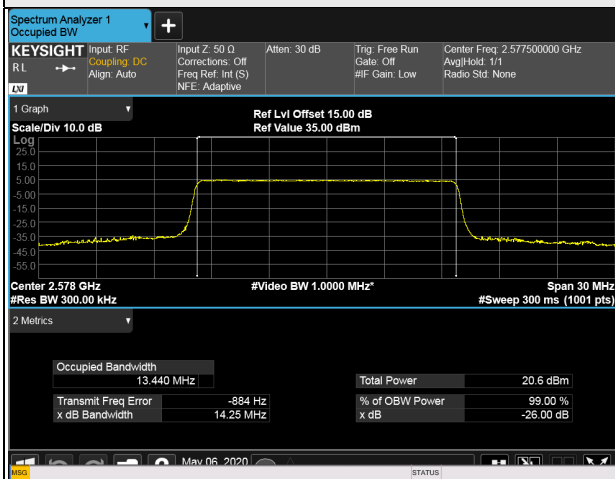 Spectrum Analyzer 1
Occupied BW
+
KEYSIGHT
RL
LXI
Input: RF
Coupling: DC
Align: Auto
Input Z: 50 Ω
Corrections: Off
Freq Ref: Int (S)
NFE: Adaptive
Atten: 30 dB
Trig: Free Run
Gate: Off
#IF Gain: Low
Center Freq: 2.577500000 GHz
Avg|Hold: 1/1
Radio Std: None
1 Graph
Scale/Div 10.0 dB
Ref Lvl Offset 15.00 dB
Ref Value 35.00 dBm
Log
25.0
15.0
5.00
-5.00
-15.0
-25.0
-35.0
-45.0
-55.0
Center 2.578 GHz
#Video BW 1.0000 MHz*
Span 30 MHz
#Res BW 300.00 kHz
#Sweep 300 ms (1001 pts)
2 Metrics
Occupied Bandwidth
13.440 MHz
Total Power 20.6 dBm
Transmit Freq Error -884 Hz
% of OBW Power 99.00 %
x dB Bandwidth 14.25 MHz
x dB -26.00 dB
May 06, 2020
MSG
STATUS